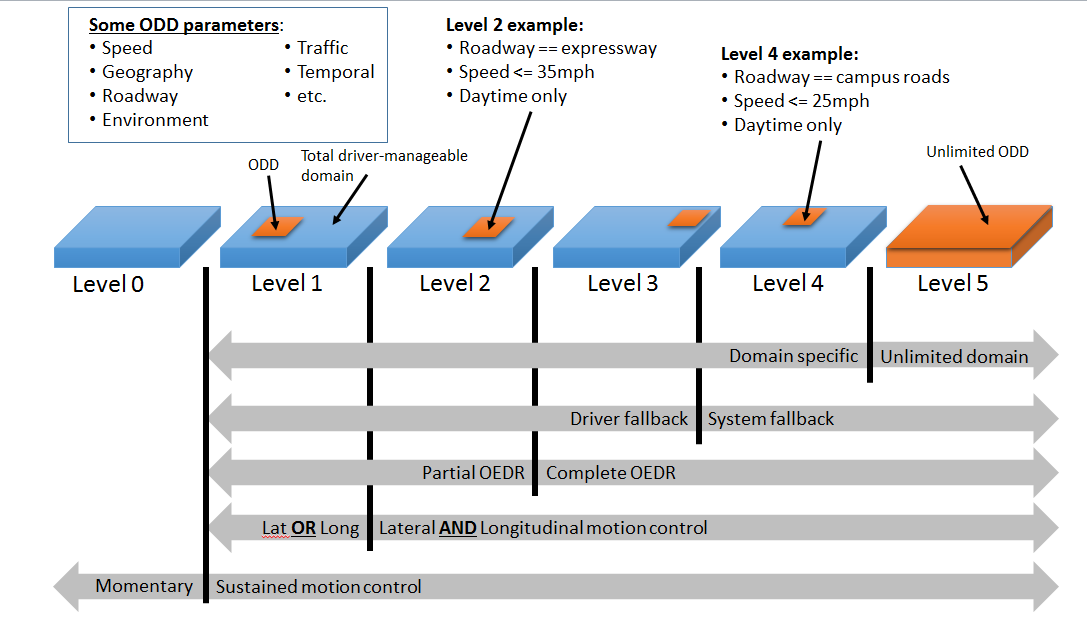 Some ODD parameters:
• Speed
• Geography
• Roadway
• Environment
• Traffic
• Temporal
• etc.
Level 2 example:
• Roadway == expressway
• Speed <= 35mph
• Daytime only
Level 4 example:
• Roadway == campus roads
• Speed <= 25mph
• Daytime only
ODD
Total driver-manageable
domain
Unlimited ODD
Level 0
Level 1
Level 2
Level 3
Level 4
Level 5
Domain specific
Unlimited domain
Driver fallback
System fallback
Partial OEDR
Complete OEDR
Lat OR Long
Lateral AND Longitudinal motion control
Momentary
Sustained motion control